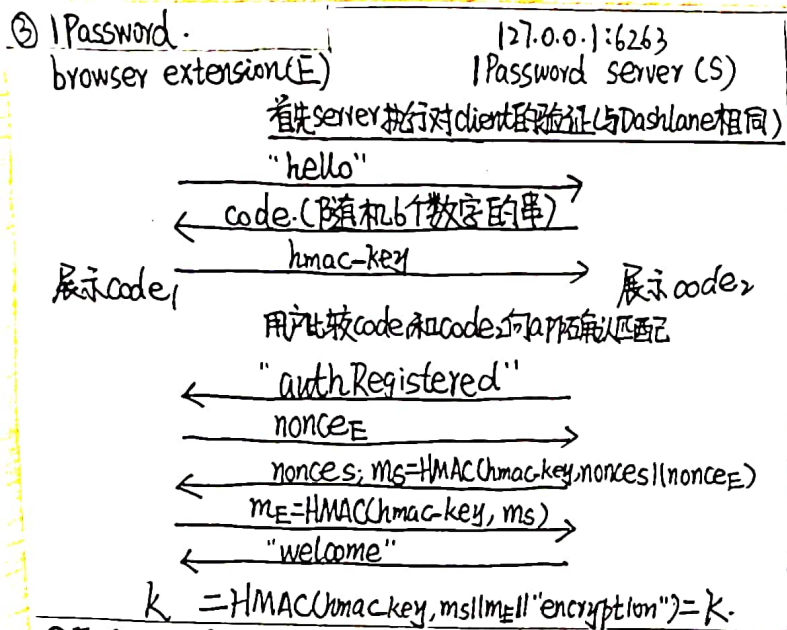 ③ 1Password.
127.0.0.1:6263
browser extension(E)
1Password server (S)
首先server执行对client的验证(与Dashlane相同)
"hello"
code.(随机6个数字的串)
hmac-key
展示code1
展示code2
用户比较code1和code2向app确认匹配
"authRegistered"
nonceE
nonces; ms=HMAC(hmac-key,nonces||nonceE)
mE=HMAC(hmac-key, ms)
"welcome"
k =HMAC(hmackey,ms||mE||"encryption")=k.